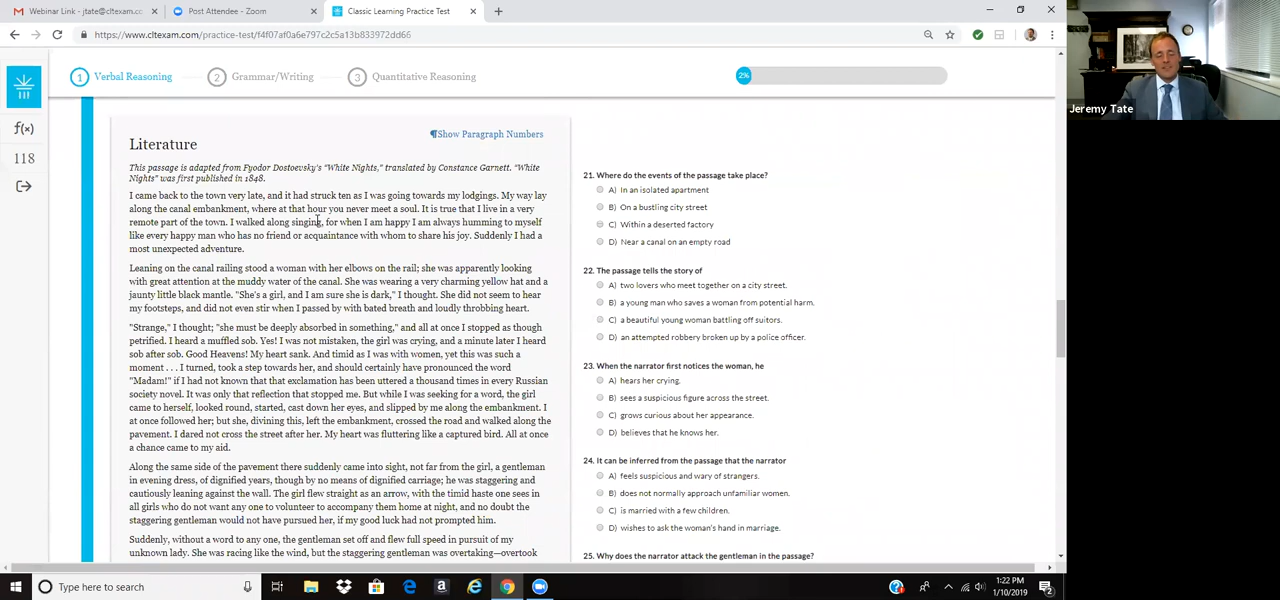 Webinar Link - jtate@cltexam.co
Post Attendee - Zoom
Classic Learning Practice Test
https://www.cltexam.com/practice-test/f4f07af0a6e797c2c5a13b833972dd66
1 Verbal Reasoning
2 Grammar/Writing
3 Quantitative Reasoning
2%
Jeremy Tate
f(x)
118
Literature
¶Show Paragraph Numbers
This passage is adapted from Fyodor Dostoevsky's "White Nights," translated by Constance Garnett. "White
Nights" was first published in 1848.
I came back to the town very late, and it had struck ten as I was going towards my lodgings. My way lay
along the canal embankment, where at that hour you never meet a soul. It is true that I live in a very
remote part of the town. I walked along singing, for when I am happy I am always humming to myself
like every happy man who has no friend or acquaintance with whom to share his joy. Suddenly I had a
most unexpected adventure.
Leaning on the canal railing stood a woman with her elbows on the rail; she was apparently looking
with great attention at the muddy water of the canal. She was wearing a very charming yellow hat and a
jaunty little black mantle. "She's a girl, and I am sure she is dark," I thought. She did not seem to hear
my footsteps, and did not even stir when I passed by with bated breath and loudly throbbing heart.
"Strange," I thought; "she must be deeply absorbed in something," and all at once I stopped as though
petrified. I heard a muffled sob. Yes! I was not mistaken, the girl was crying, and a minute later I heard
sob after sob. Good Heavens! My heart sank. And timid as I was with women, yet this was such a
moment . . . I turned, took a step towards her, and should certainly have pronounced the word
"Madam!" if I had not known that that exclamation has been uttered a thousand times in every Russian
society novel. It was only that reflection that stopped me. But while I was seeking for a word, the girl
came to herself, looked round, started, cast down her eyes, and slipped by me along the embankment. I
at once followed her; but she, divining this, left the embankment, crossed the road and walked along the
pavement. I dared not cross the street after her. My heart was fluttering like a captured bird. All at once
a chance came to my aid.
Along the same side of the pavement there suddenly came into sight, not far from the girl, a gentleman
in evening dress, of dignified years, though by no means of dignified carriage; he was staggering and
cautiously leaning against the wall. The girl flew straight as an arrow, with the timid haste one sees in
all girls who do not want any one to volunteer to accompany them home at night, and no doubt the
staggering gentleman would not have pursued her, if my good luck had not prompted him.
Suddenly, without a word to any one, the gentleman set off and flew full speed in pursuit of my
unknown lady. She was racing like the wind, but the staggering gentleman was overtaking—overtook
21. Where do the events of the passage take place?
A) In an isolated apartment
B) On a bustling city street
C) Within a deserted factory
D) Near a canal on an empty road
22. The passage tells the story of
A) two lovers who meet together on a city street.
B) a young man who saves a woman from potential harm.
C) a beautiful young woman battling off suitors.
D) an attempted robbery broken up by a police officer.
23. When the narrator first notices the woman, he
A) hears her crying.
B) sees a suspicious figure across the street.
C) grows curious about her appearance.
D) believes that he knows her.
24. It can be inferred from the passage that the narrator
A) feels suspicious and wary of strangers.
B) does not normally approach unfamiliar women.
C) is married with a few children.
D) wishes to ask the woman's hand in marriage.
25. Why does the narrator attack the gentleman in the passage?
Type here to search
1:22 PM
1/10/2019
2